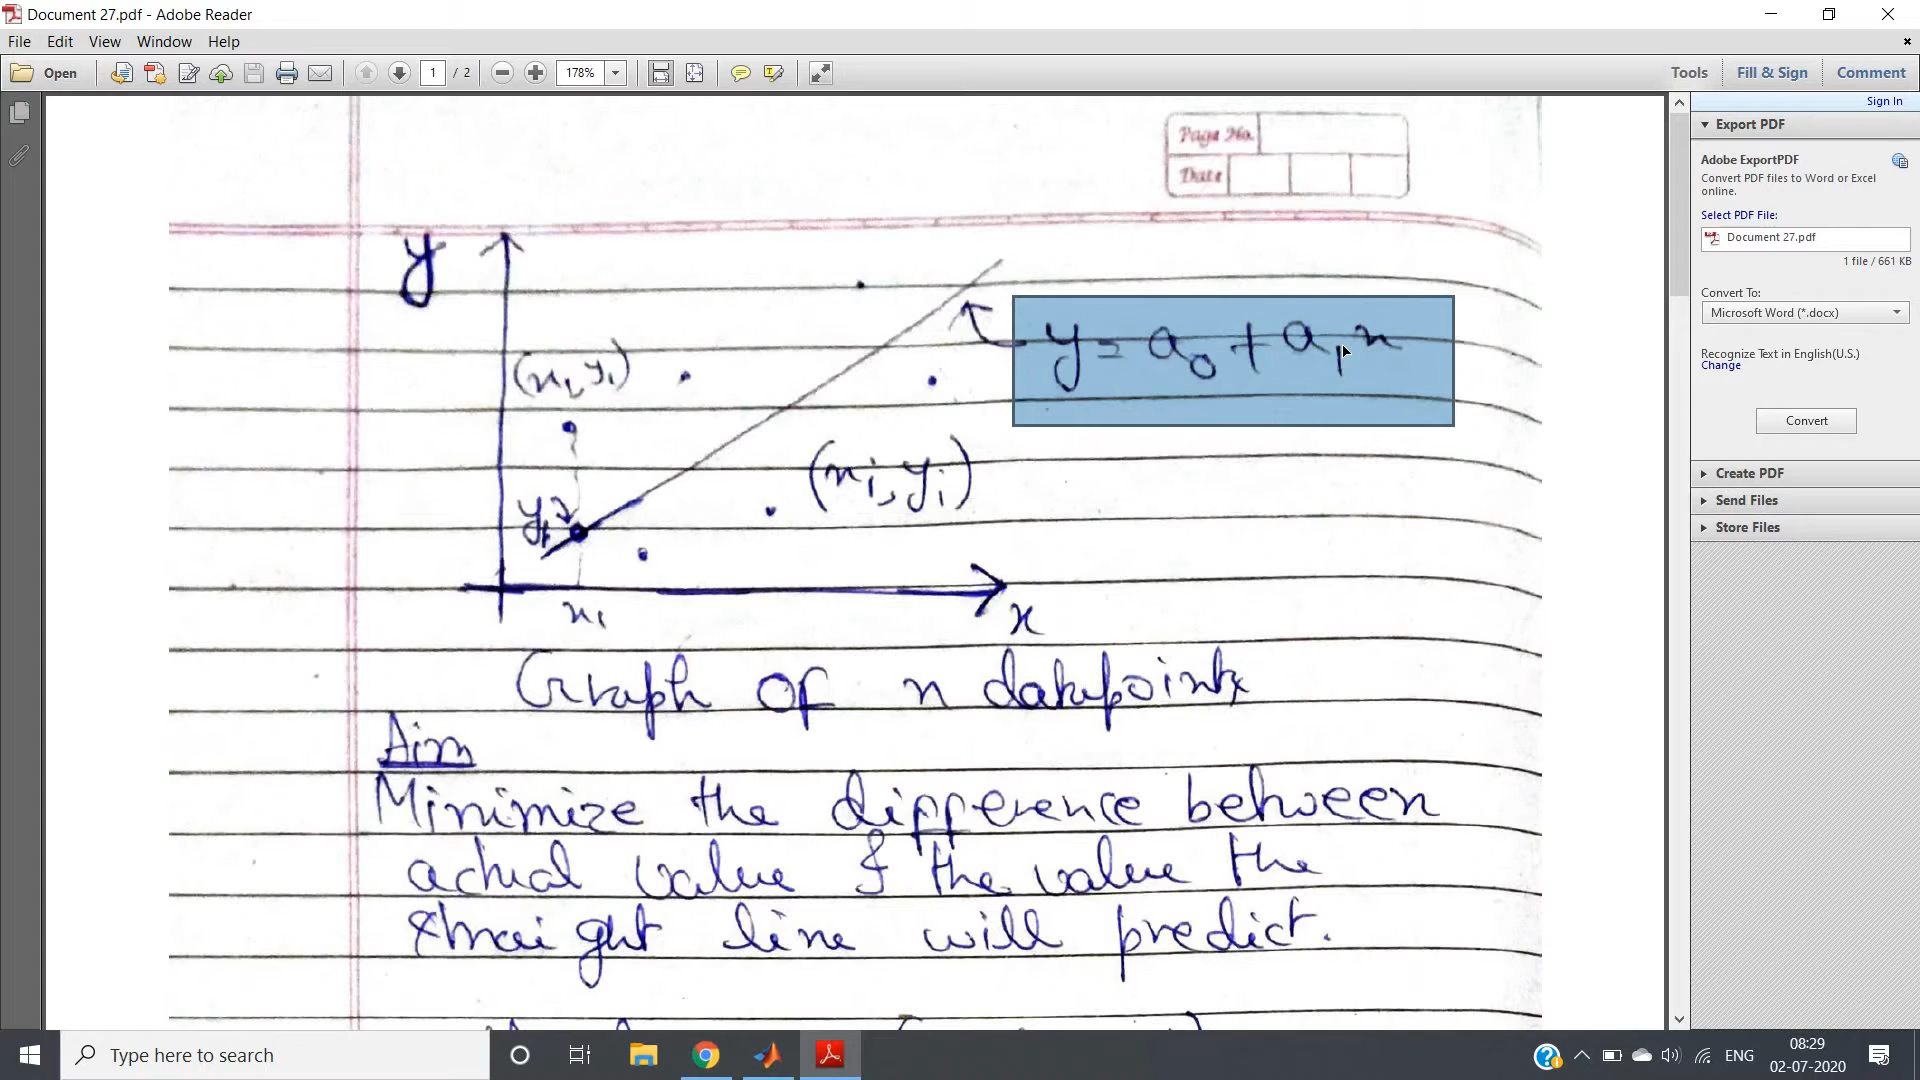 Document 27.pdf - Adobe Reader
File Edit View Window Help
Open 1 / 2 178% Tools Fill & Sign Comment
Sign In
Export PDF
Adobe ExportPDF
Convert PDF files to Word or Excel
online.
Select PDF File:
Document 27.pdf
1 file / 661 KB
Convert To:
Microsoft Word (*.docx)
Recognize Text in English(U.S.)
Change
Convert
Create PDF
Send Files
Store Files
Page No.
Date
y
y = a₀ + a₁x
(x₁, y₁)
(xi, yi)
y₁
x₁
x
Graph of n datapoints
Aim
Minimize the difference between
actual value & the value the
straight line will predict.
Type here to search
ENG
08:29
02-07-2020